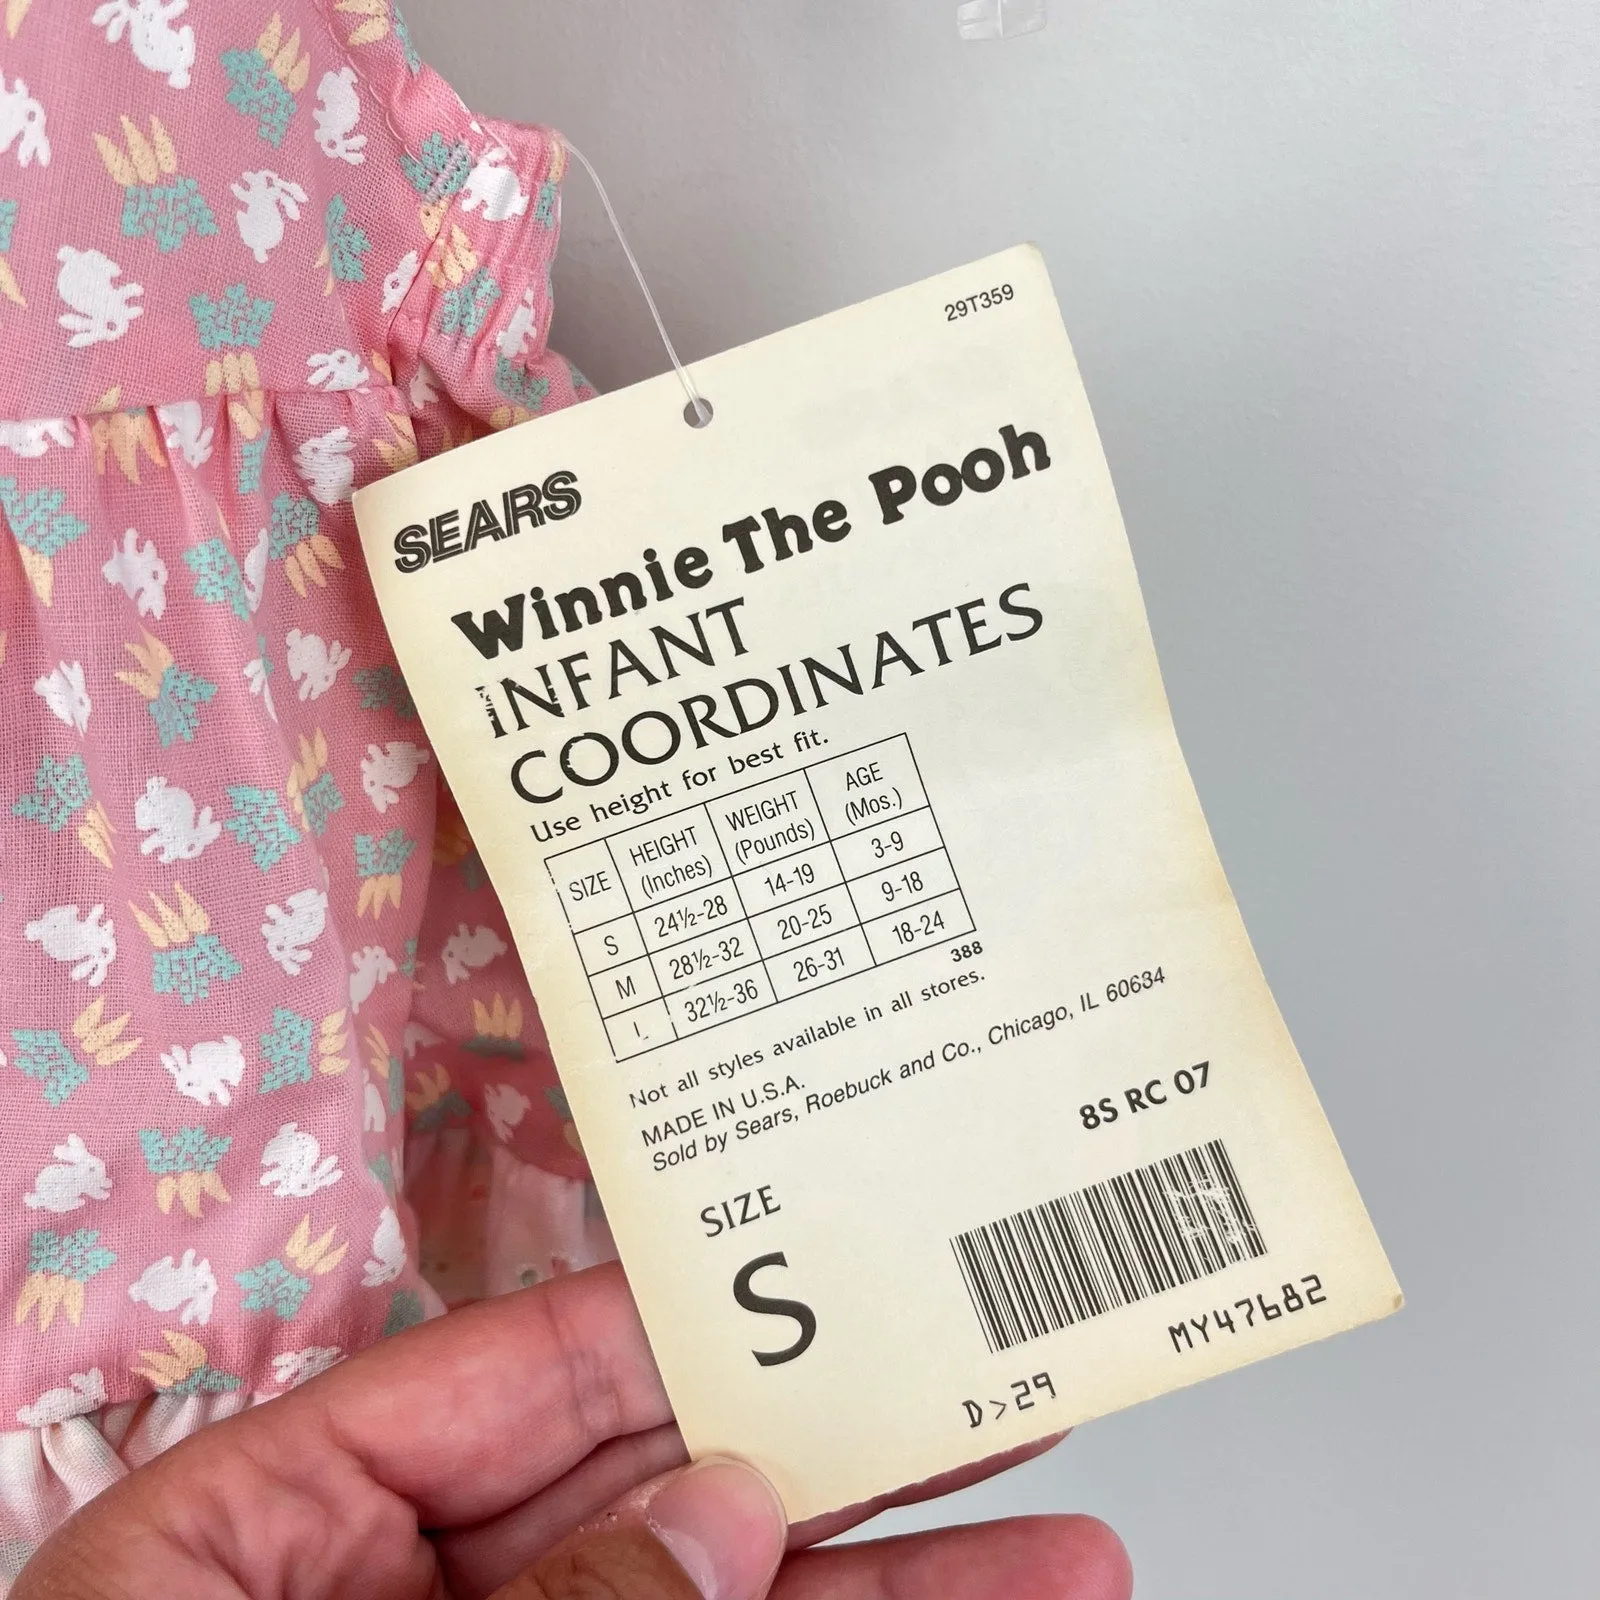 29T359
SEARS
Winnie The Pooh
INFANT
COORDINATES
Use height for best fit.
SIZE HEIGHT (Inches) WEIGHT (Pounds) AGE (Mos.)
S 24½-28 14-19 3-9
M 28½-32 20-25 9-18
L 32½-36 26-31 18-24
388
Not all styles available in all stores.
MADE IN U.S.A.
Sold by Sears, Roebuck and Co., Chicago, IL 60634
8S RC 07
SIZE
S
MY47682
D>29